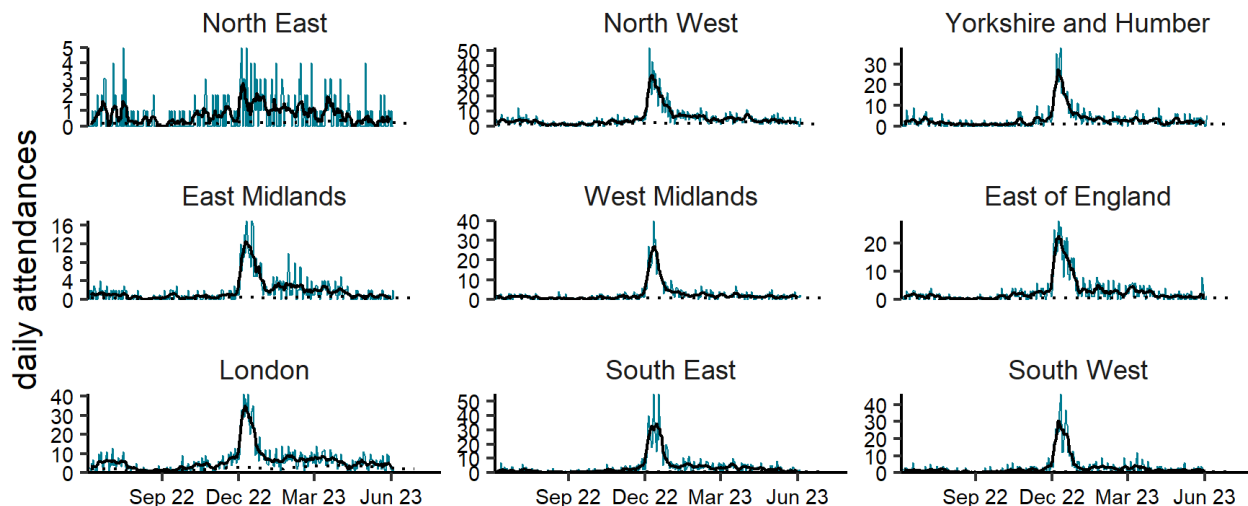 North East North West Yorkshire and Humber
5 4 3 2 1 0
50 40 30 20 10 0
30 20 10 0
daily attendances
East Midlands West Midlands East of England
16 12 8 4 0
40 30 20 10 0
20 10 0
London South East South West
40 30 20 10 0
50 40 30 20 10 0
40 30 20 10 0
Sep 22 Dec 22 Mar 23 Jun 23 Sep 22 Dec 22 Mar 23 Jun 23 Sep 22 Dec 22 Mar 23 Jun 23